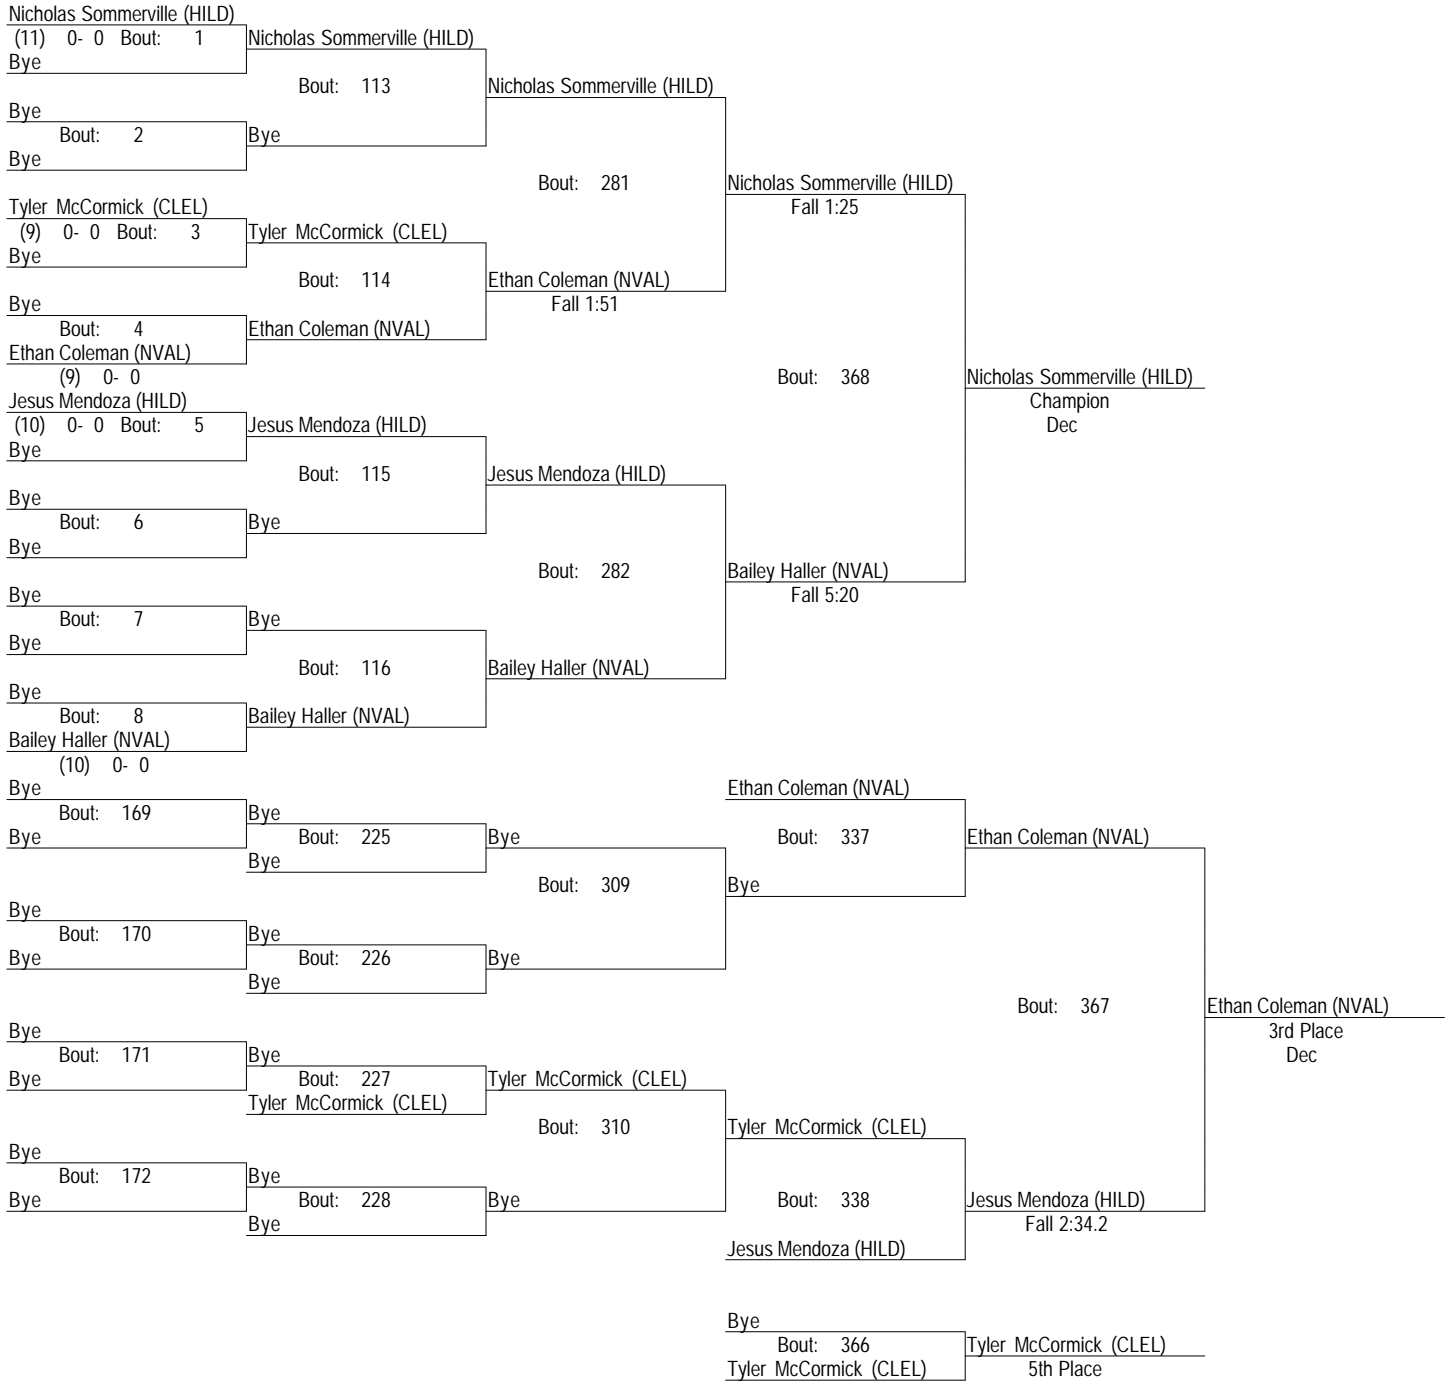 Nicholas Sommerville (HILD)
(11) 0- 0 Bout: 1
Bye
Bye
Bout: 2
Bye
Tyler McCormick (CLEL)
(9) 0- 0 Bout: 3
Bye
Bye
Bout: 4
Ethan Coleman (NVAL)
(9) 0- 0
Jesus Mendoza (HILD)
(10) 0- 0 Bout: 5
Bye
Bye
Bout: 6
Bye
Bye
Bout: 7
Bye
Bye
Bout: 8
Bailey Haller (NVAL)
(10) 0- 0
Nicholas Sommerville (HILD)
Bout: 113
Bye
Tyler McCormick (CLEL)
Bout: 114
Ethan Coleman (NVAL)
Jesus Mendoza (HILD)
Bout: 115
Bye
Bye
Bout: 116
Bailey Haller (NVAL)
Nicholas Sommerville (HILD)
Bout: 281
Ethan Coleman (NVAL)
Fall 1:51
Jesus Mendoza (HILD)
Bout: 282
Bailey Haller (NVAL)
Nicholas Sommerville (HILD)
Fall 1:25
Bout: 368
Bailey Haller (NVAL)
Fall 5:20
Nicholas Sommerville (HILD)
Champion
Dec
Bye
Bout: 169
Bye
Bye
Bout: 170
Bye
Bye
Bout: 171
Bye
Bye
Bout: 172
Bye
Bye
Bout: 225
Bye
Bye
Bout: 226
Bye
Bye
Bout: 227
Tyler McCormick (CLEL)
Bye
Bout: 228
Bye
Bye
Bout: 309
Bye
Tyler McCormick (CLEL)
Bout: 310
Bye
Ethan Coleman (NVAL)
Bout: 337
Bye
Tyler McCormick (CLEL)
Bout: 338
Jesus Mendoza (HILD)
Ethan Coleman (NVAL)
Bout: 367
Jesus Mendoza (HILD)
Fall 2:34.2
Ethan Coleman (NVAL)
3rd Place
Dec
Bye
Bout: 366
Tyler McCormick (CLEL)
Tyler McCormick (CLEL)
5th Place